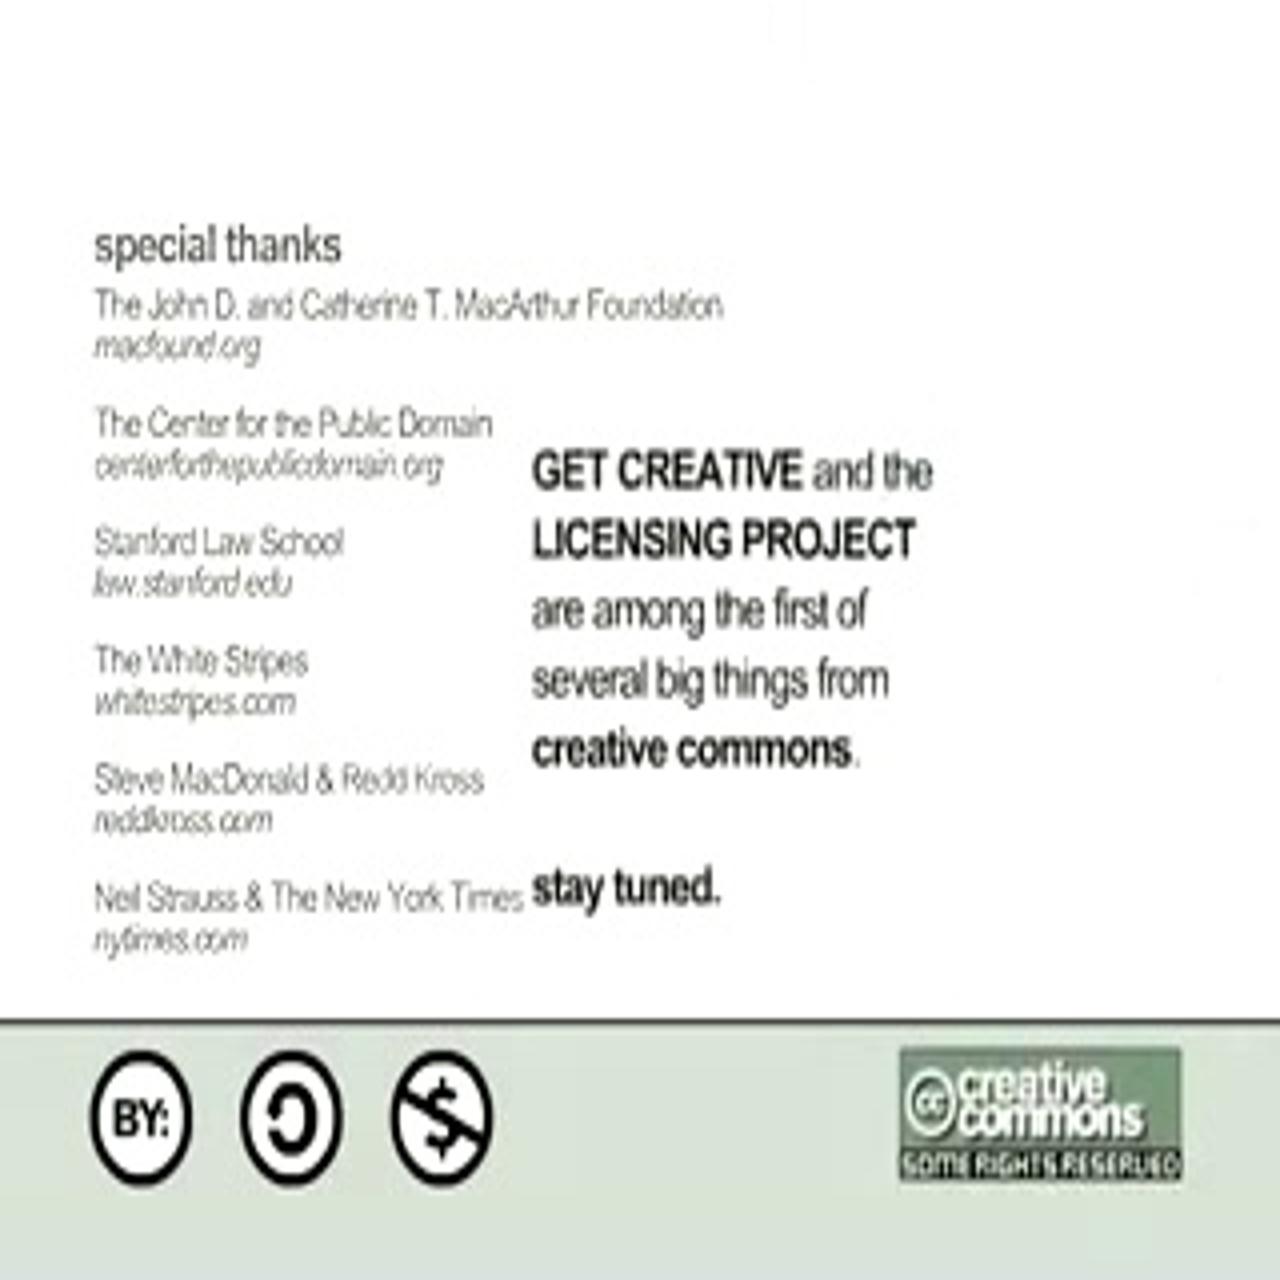 special thanks
The John D. and Catherine T. MacArthur Foundation
macfound.org
The Center for the Public Domain
centerforthepublicdomain.org
Stanford Law School
law.stanford.edu
The White Stripes
whitestripes.com
Steve MacDonald & Redd Kross
reddkross.com
Neil Strauss & The New York Times
nytimes.com
GET CREATIVE and the
LICENSING PROJECT
are among the first of
several big things from
creative commons.
stay tuned.
BY:
$
cc creative
commons
SOME RIGHTS RESERVED